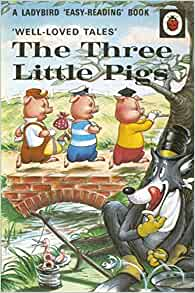 A LADYBIRD 'EASY-READING' BOOK
'WELL-LOVED TALES'
The Three
Little Pigs